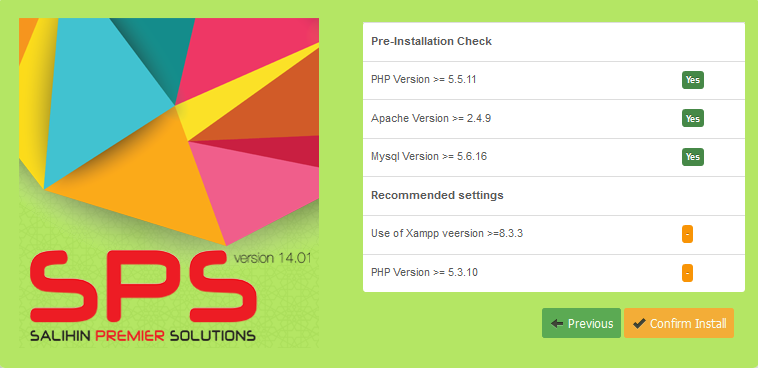 Pre-Installation Check
PHP Version >= 5.5.11 Yes
Apache Version >= 2.4.9 Yes
Mysql Version >= 5.6.16 Yes
Recommended settings
Use of Xampp veersion >=8.3.3 -
PHP Version >= 5.3.10 -
version 14.01
SPS
SALIHIN PREMIER SOLUTIONS
Previous Confirm Install